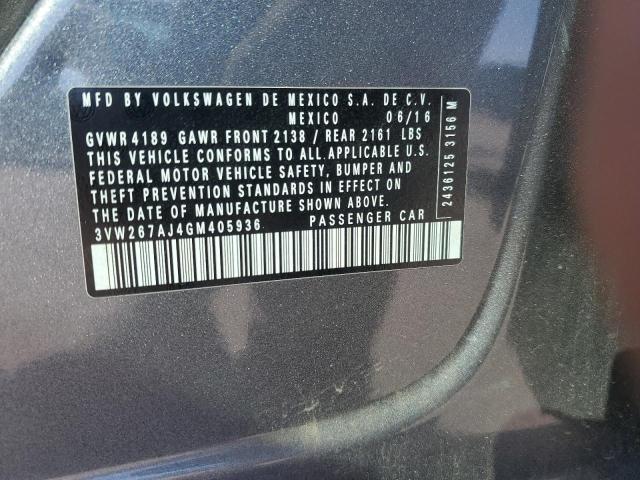 MFD BY VOLKSWAGEN DE MEXICO S.A. DE C.V.
MEXICO 06/16
GVWR 4189 GAWR FRONT 2138 / REAR 2161 LBS
THIS VEHICLE CONFORMS TO ALL APPLICABLE U.S.
FEDERAL MOTOR VEHICLE SAFETY, BUMPER AND
THEFT PREVENTION STANDARDS IN EFFECT ON
THE DATE OF MANUFACTURE SHOWN ABOVE.
3VW267AJ4GM405936 PASSENGER CAR
2436125 3156 M